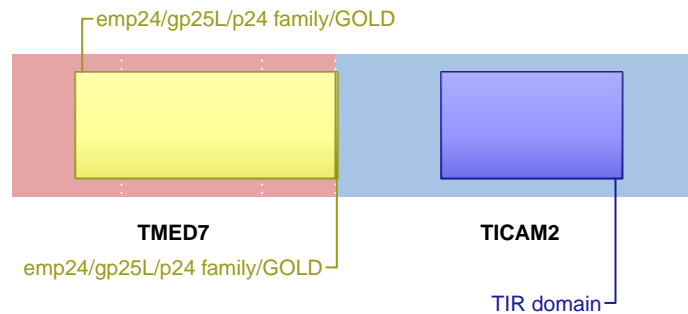 emp24/gp25L/p24 family/GOLD
TMED7
TICAM2
emp24/gp25L/p24 family/GOLD
TIR domain